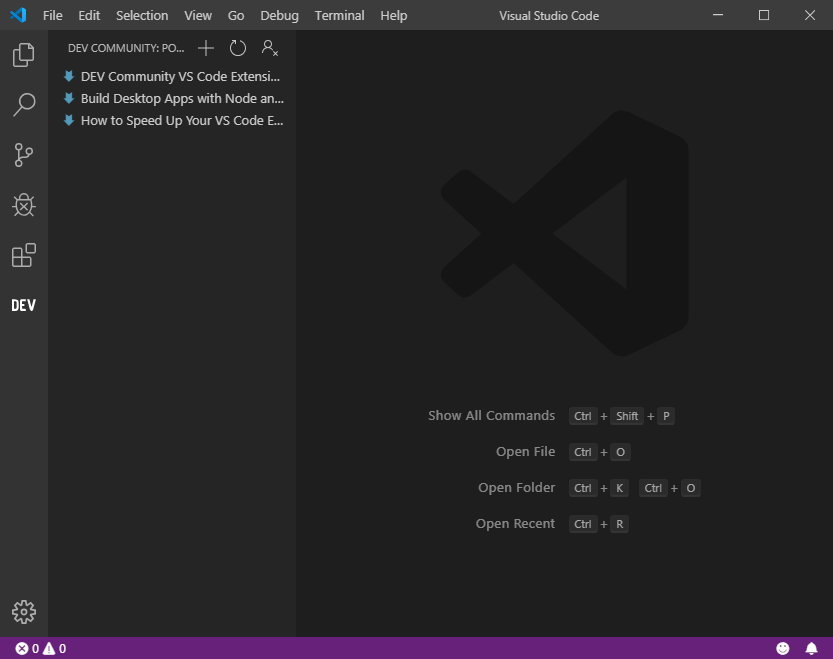 File Edit Selection View Go Debug Terminal Help Visual Studio Code
DEV COMMUNITY: PO...
DEV Community VS Code Extensi...
Build Desktop Apps with Node an...
How to Speed Up Your VS Code E...
DEV
Show All Commands Ctrl + Shift + P
Open File Ctrl + O
Open Folder Ctrl + K Ctrl + O
Open Recent Ctrl + R
0 0